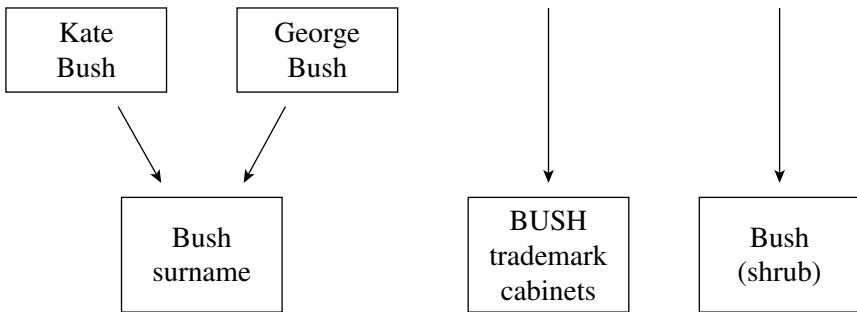 Kate
Bush
George
Bush
Bush
surname
BUSH
trademark
cabinets
Bush
(shrub)